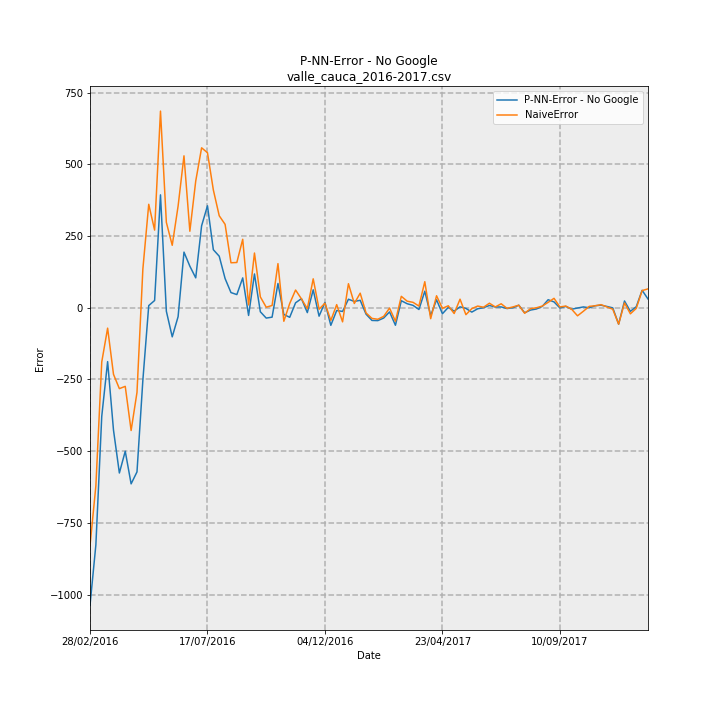 P-NN-Error - No Google
valle_cauca_2016-2017.csv
P-NN-Error - No Google
NaiveError
750
500
250
0
−250
−500
−750
−1000
Error
28/02/2016
17/07/2016
04/12/2016
23/04/2017
10/09/2017
Date